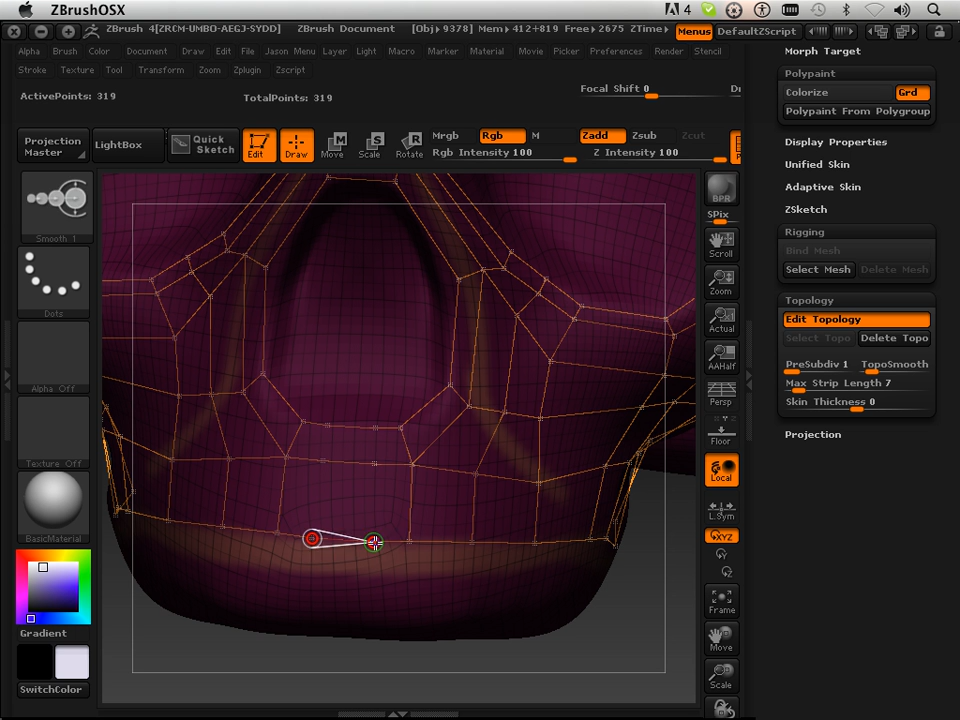 ZBrushOSX
4
ZBrush 4[ZRCM-UMBO-AEGJ-SYDD] Document [Obj→9378] Mem→412+819 Free→2675 ZTime→ Menus DefaultZScript
Alpha Brush Color Document Draw Edit File Jason Menu Layer Light Macro Marker Material Movie Picker Preferences Render Stencil
Stroke Texture Tool Transform Zoom Zplugin Zscript
ActivePoints: 319
TotalPoints: 319
Focal Shift 0
Projection Master
LightBox
Quick Sketch
Edit
Draw
Move
Scale
Rotate
Mrgb Rgb M
Rgb Intensity 100
Zadd Zsub Zcut
Z Intensity 100
Smooth 1
Dots
Alpha Off
Texture Off
BasicMaterial
Gradient
SwitchColor
BPR
SPix
Scroll
Zoom
Actual
AAHalf
Persp
Floor
Local
L.Sym
XYZ
Y
Z
Frame
Move
Scale
Morph Target
Polypaint
Colorize Grd
Polypaint From Polygroup
Display Properties
Unified Skin
Adaptive Skin
ZSketch
Rigging
Bind Mesh
Select Mesh Delete Mesh
Topology
Edit Topology
Select Topo Delete Topo
PreSubdiv 1 TopoSmooth
Max Strip Length 7
Skin Thickness 0
Projection